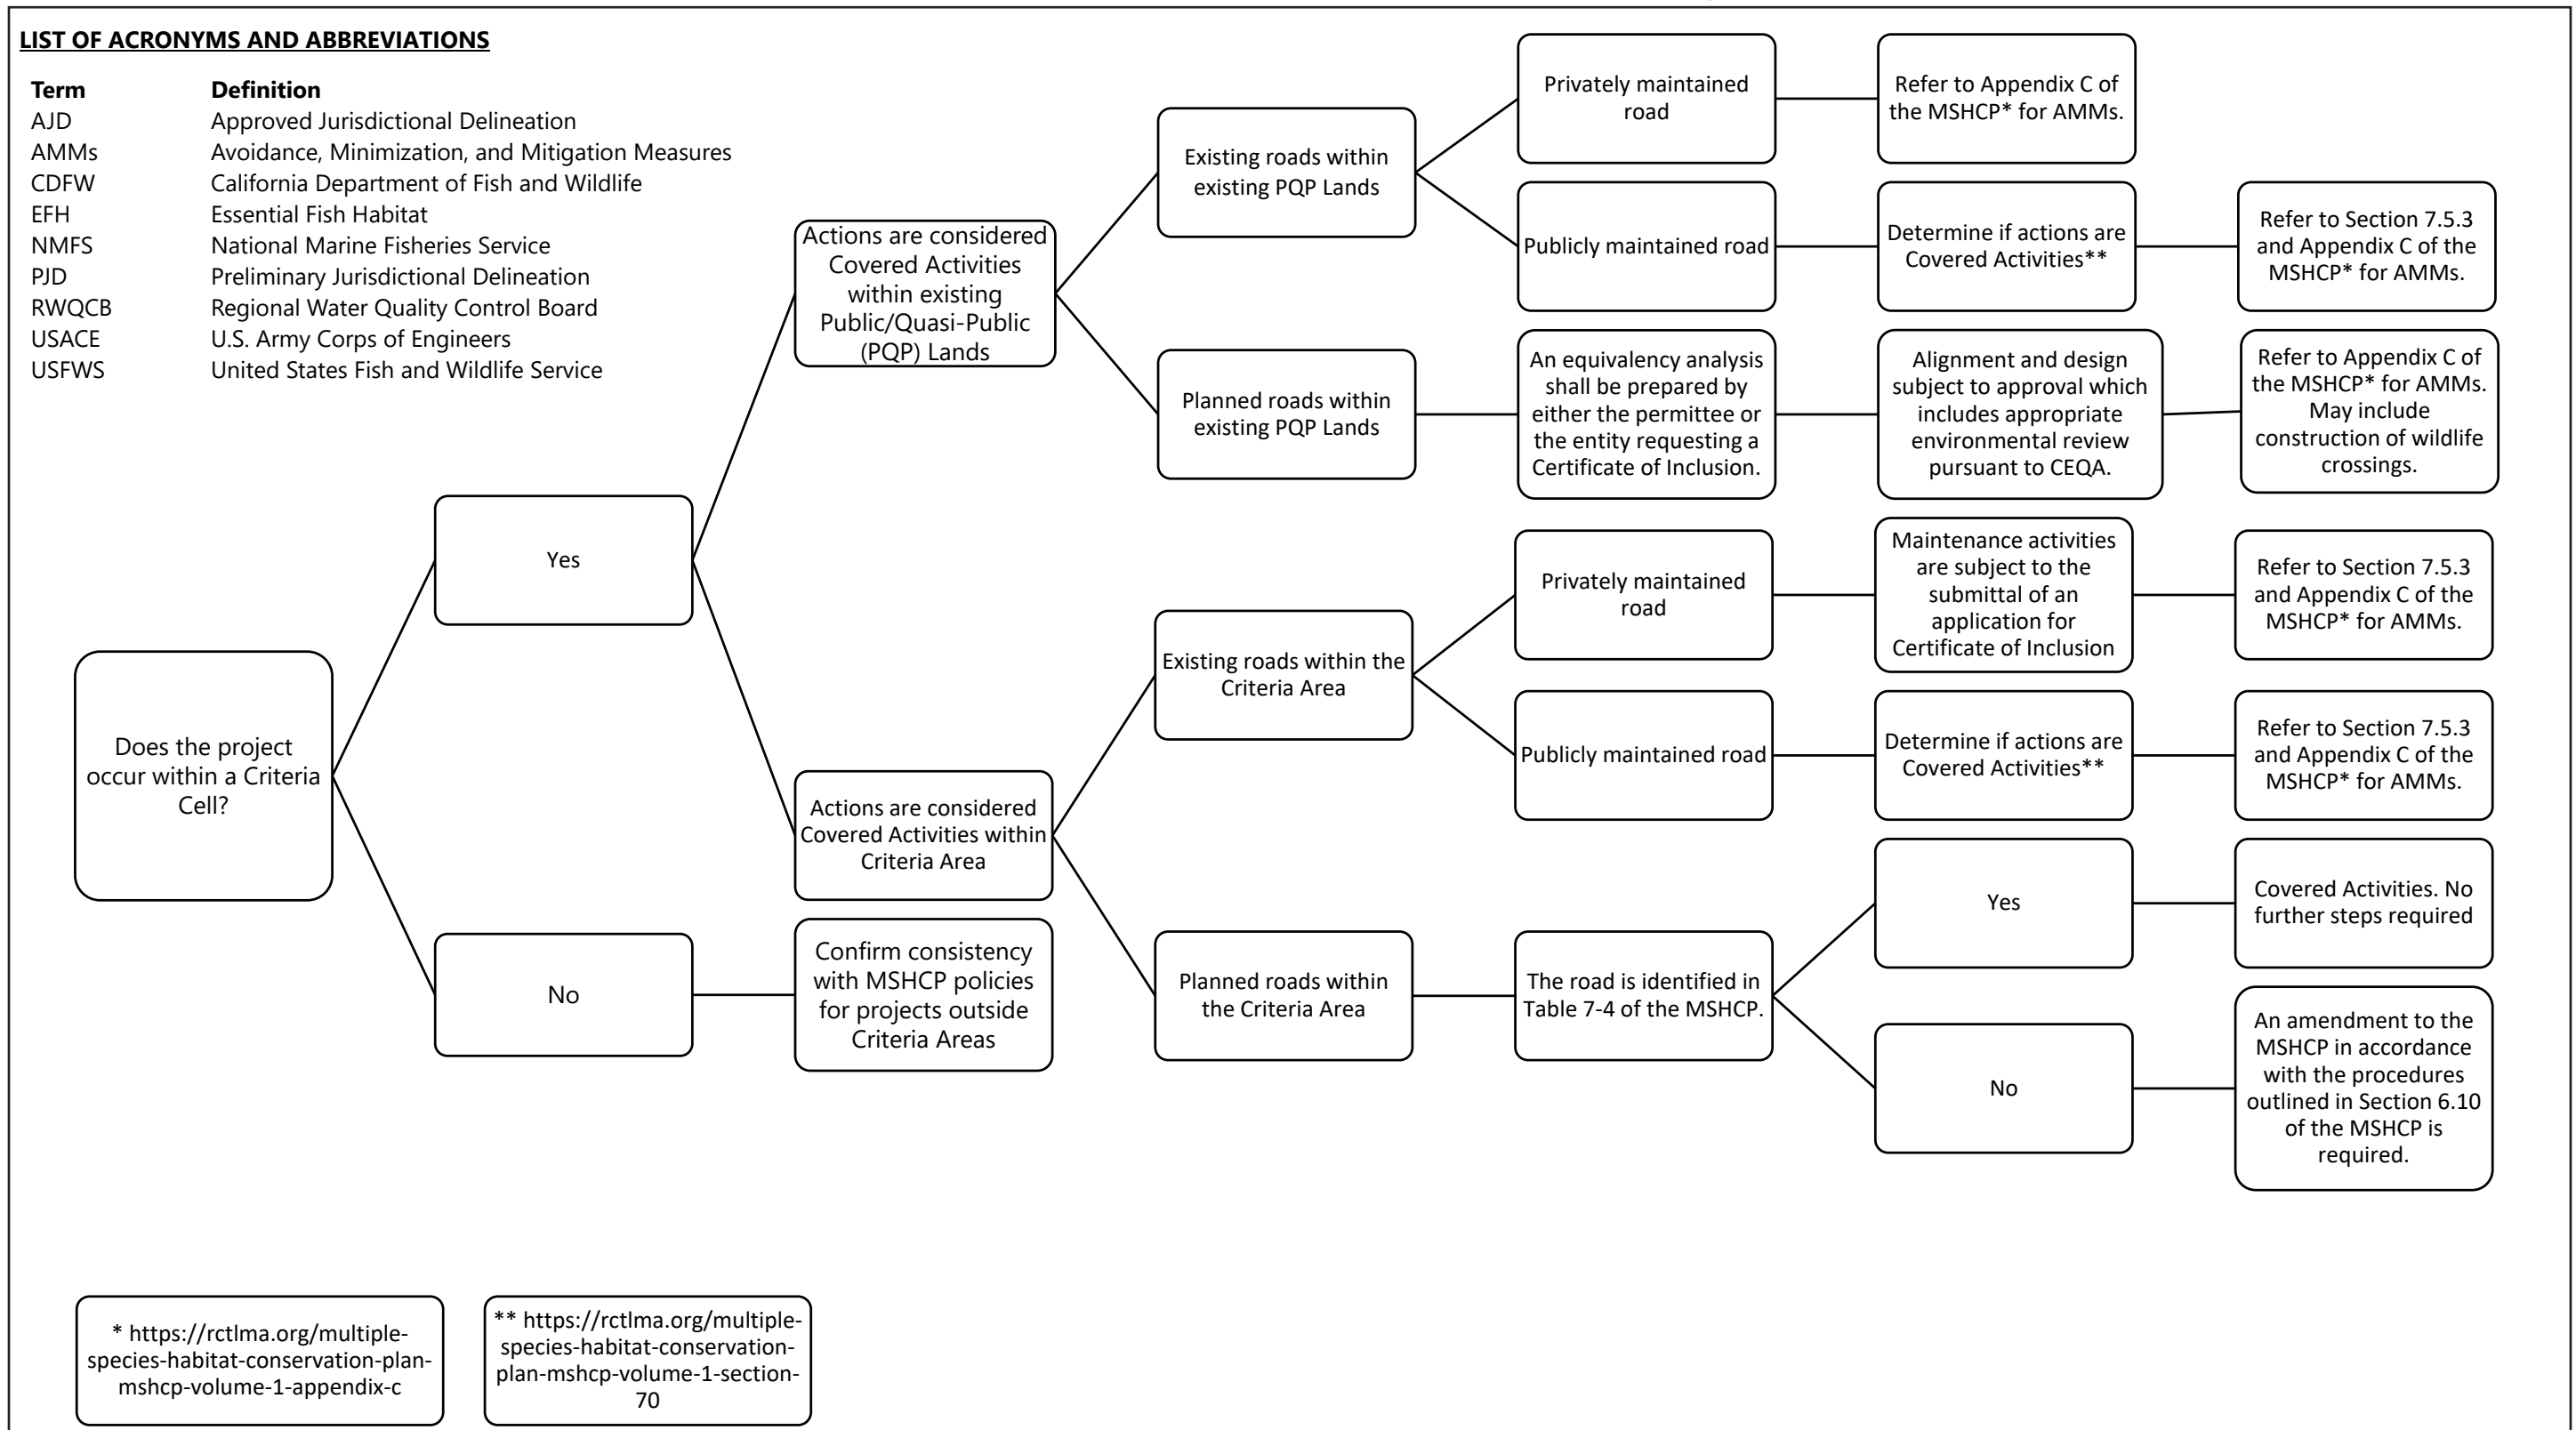 LIST OF ACRONYMS AND ABBREVIATIONS
Term Definition
AJD Approved Jurisdictional Delineation
AMMs Avoidance, Minimization, and Mitigation Measures
CDFW California Department of Fish and Wildlife
EFH Essential Fish Habitat
NMFS National Marine Fisheries Service
PJD Preliminary Jurisdictional Delineation
RWQCB Regional Water Quality Control Board
USACE U.S. Army Corps of Engineers
USFWS United States Fish and Wildlife Service
Does the project
occur within a Criteria
Cell?
Yes
No
Actions are considered
Covered Activities
within existing
Public/Quasi-Public
(PQP) Lands
Actions are considered
Covered Activities within
Criteria Area
Confirm consistency
with MSHCP policies
for projects outside
Criteria Areas
Existing roads within
existing PQP Lands
Privately maintained
road
Refer to Appendix C of
the MSHCP* for AMMs.
Publicly maintained road
Determine if actions are
Covered Activities**
Refer to Section 7.5.3
and Appendix C of the
MSHCP* for AMMs.
Planned roads within
existing PQP Lands
An equivalency analysis
shall be prepared by
either the permittee or
the entity requesting a
Certificate of Inclusion.
Alignment and design
subject to approval which
includes appropriate
environmental review
pursuant to CEQA.
Refer to Appendix C of
the MSHCP* for AMMs.
May include
construction of wildlife
crossings.
Existing roads within the
Criteria Area
Privately maintained
road
Maintenance activities
are subject to the
submittal of an
application for
Certificate of Inclusion
Refer to Section 7.5.3
and Appendix C of the
MSHCP* for AMMs.
Publicly maintained road
Determine if actions are
Covered Activities**
Refer to Section 7.5.3
and Appendix C of the
MSHCP* for AMMs.
Planned roads within
the Criteria Area
The road is identified in
Table 7-4 of the MSHCP.
Yes
Covered Activities. No
further steps required
No
An amendment to the
MSHCP in accordance
with the procedures
outlined in Section 6.10
of the MSHCP is
required.
* https://rctlma.org/multiple-
species-habitat-conservation-plan-
mshcp-volume-1-appendix-c
** https://rctlma.org/multiple-
species-habitat-conservation-
plan-mshcp-volume-1-section-
70